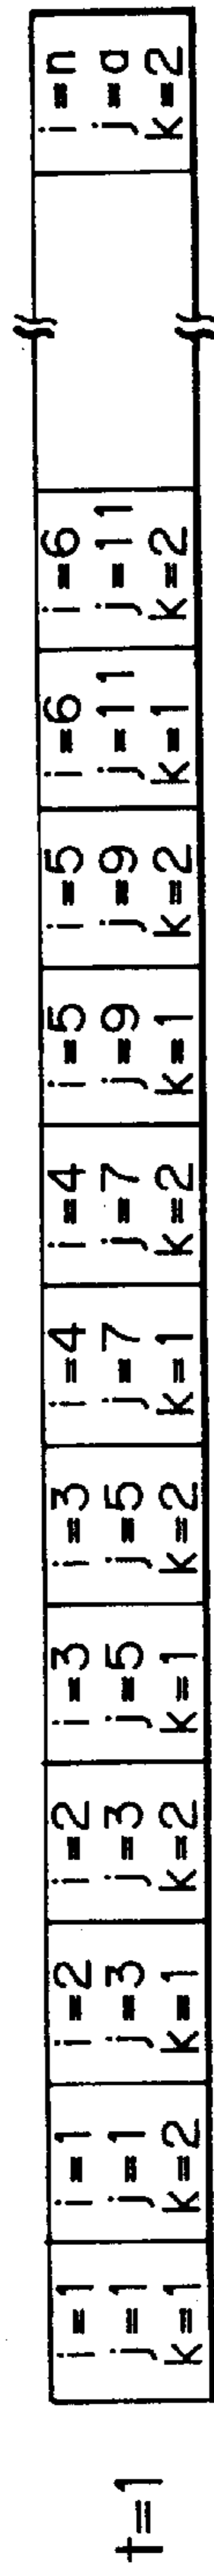 t=1
i=1
j=1
k=1
i=1
j=1
k=2
i=2
j=3
k=1
i=2
j=3
k=2
i=3
j=5
k=1
i=3
j=5
k=2
i=4
j=7
k=1
i=4
j=7
k=2
i=5
j=9
k=1
i=5
j=9
k=2
i=6
j=11
k=1
i=6
j=11
k=2
i=n
j=a
k=2